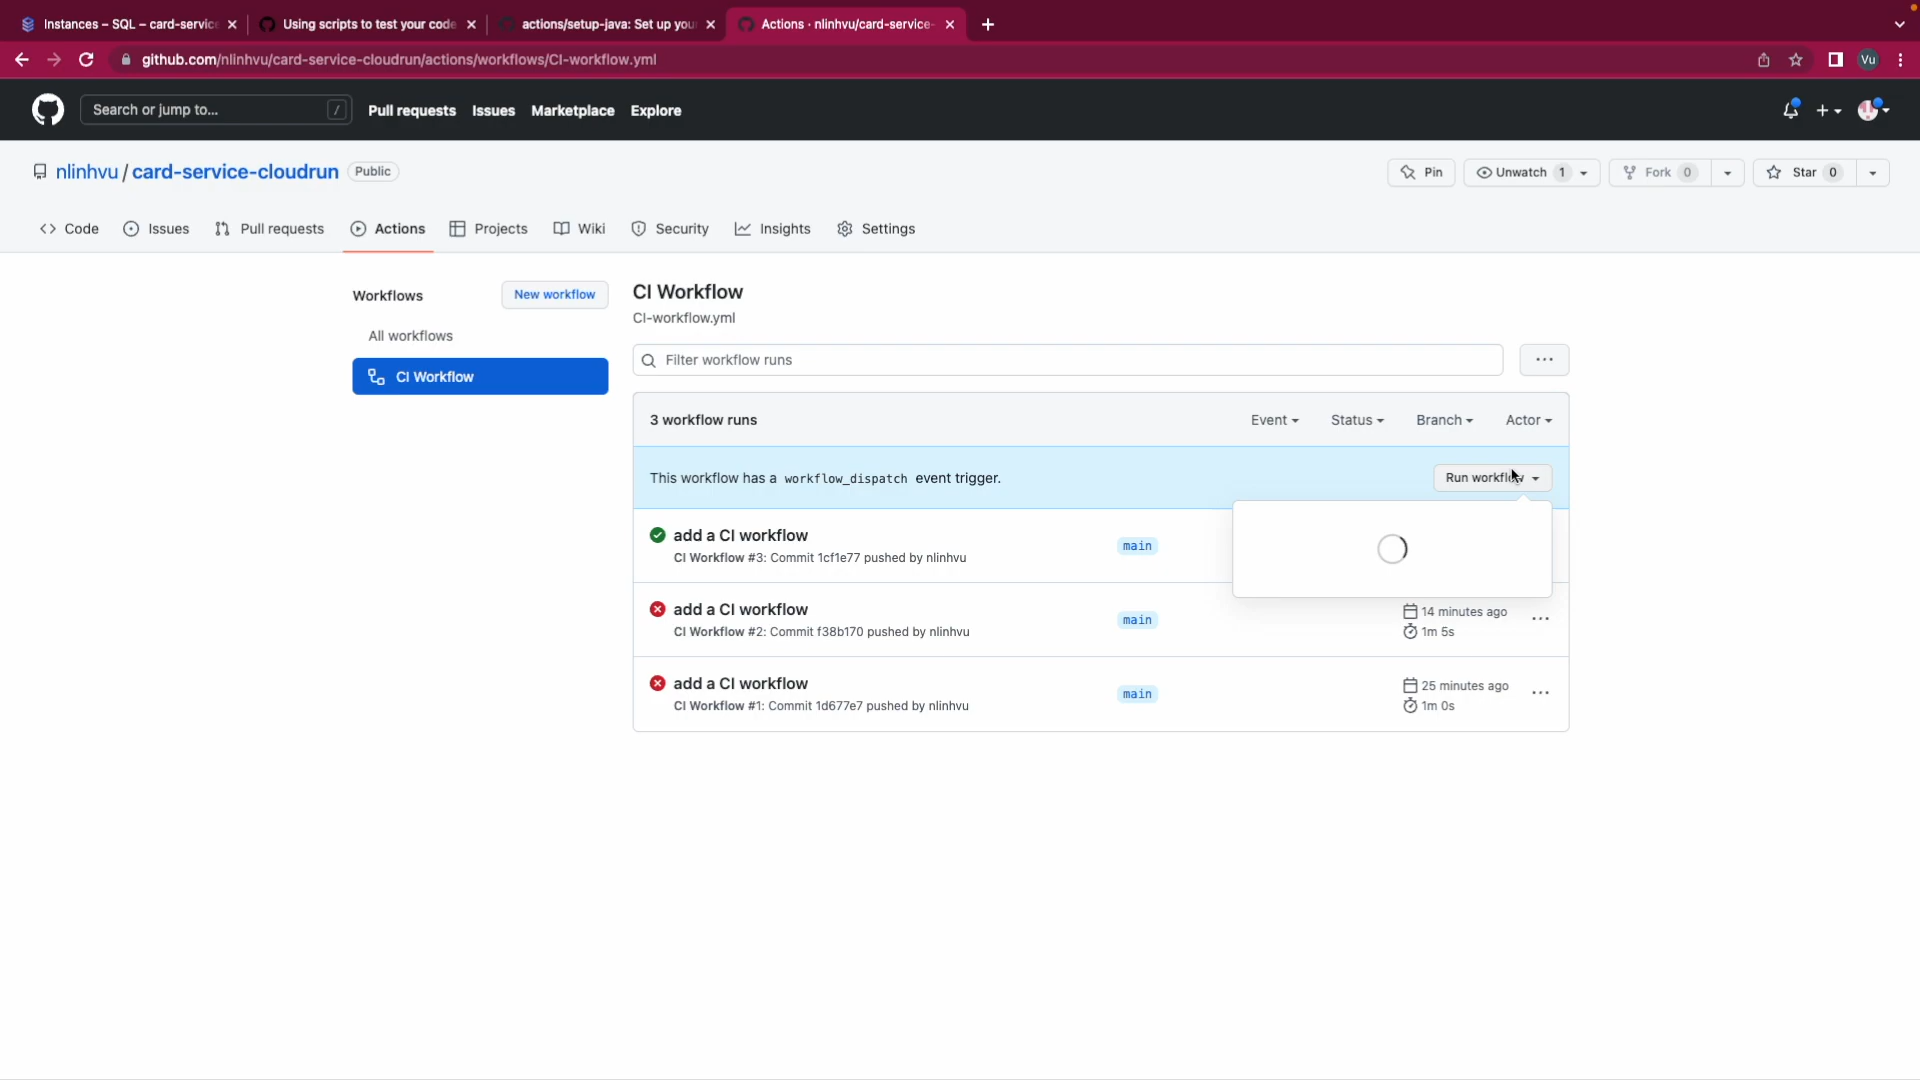 Instances – SQL – card-service
Using scripts to test your code
actions/setup-java: Set up you
Actions · nlinhvu/card-service-
github.com/nlinhvu/card-service-cloudrun/actions/workflows/CI-workflow.yml
Vu
Search or jump to...
/
Pull requests
Issues
Marketplace
Explore
nlinhvu / card-service-cloudrun
Public
Pin
Unwatch 1
Fork 0
Star 0
Code
Issues
Pull requests
Actions
Projects
Wiki
Security
Insights
Settings
Workflows
New workflow
All workflows
CI Workflow
CI Workflow
CI-workflow.yml
Filter workflow runs
3 workflow runs
Event
Status
Branch
Actor
This workflow has a workflow_dispatch event trigger.
Run workflow
add a CI workflow
CI Workflow #3: Commit 1cf1e77 pushed by nlinhvu
main
add a CI workflow
CI Workflow #2: Commit f38b170 pushed by nlinhvu
main
14 minutes ago
1m 5s
add a CI workflow
CI Workflow #1: Commit 1d677e7 pushed by nlinhvu
main
25 minutes ago
1m 0s